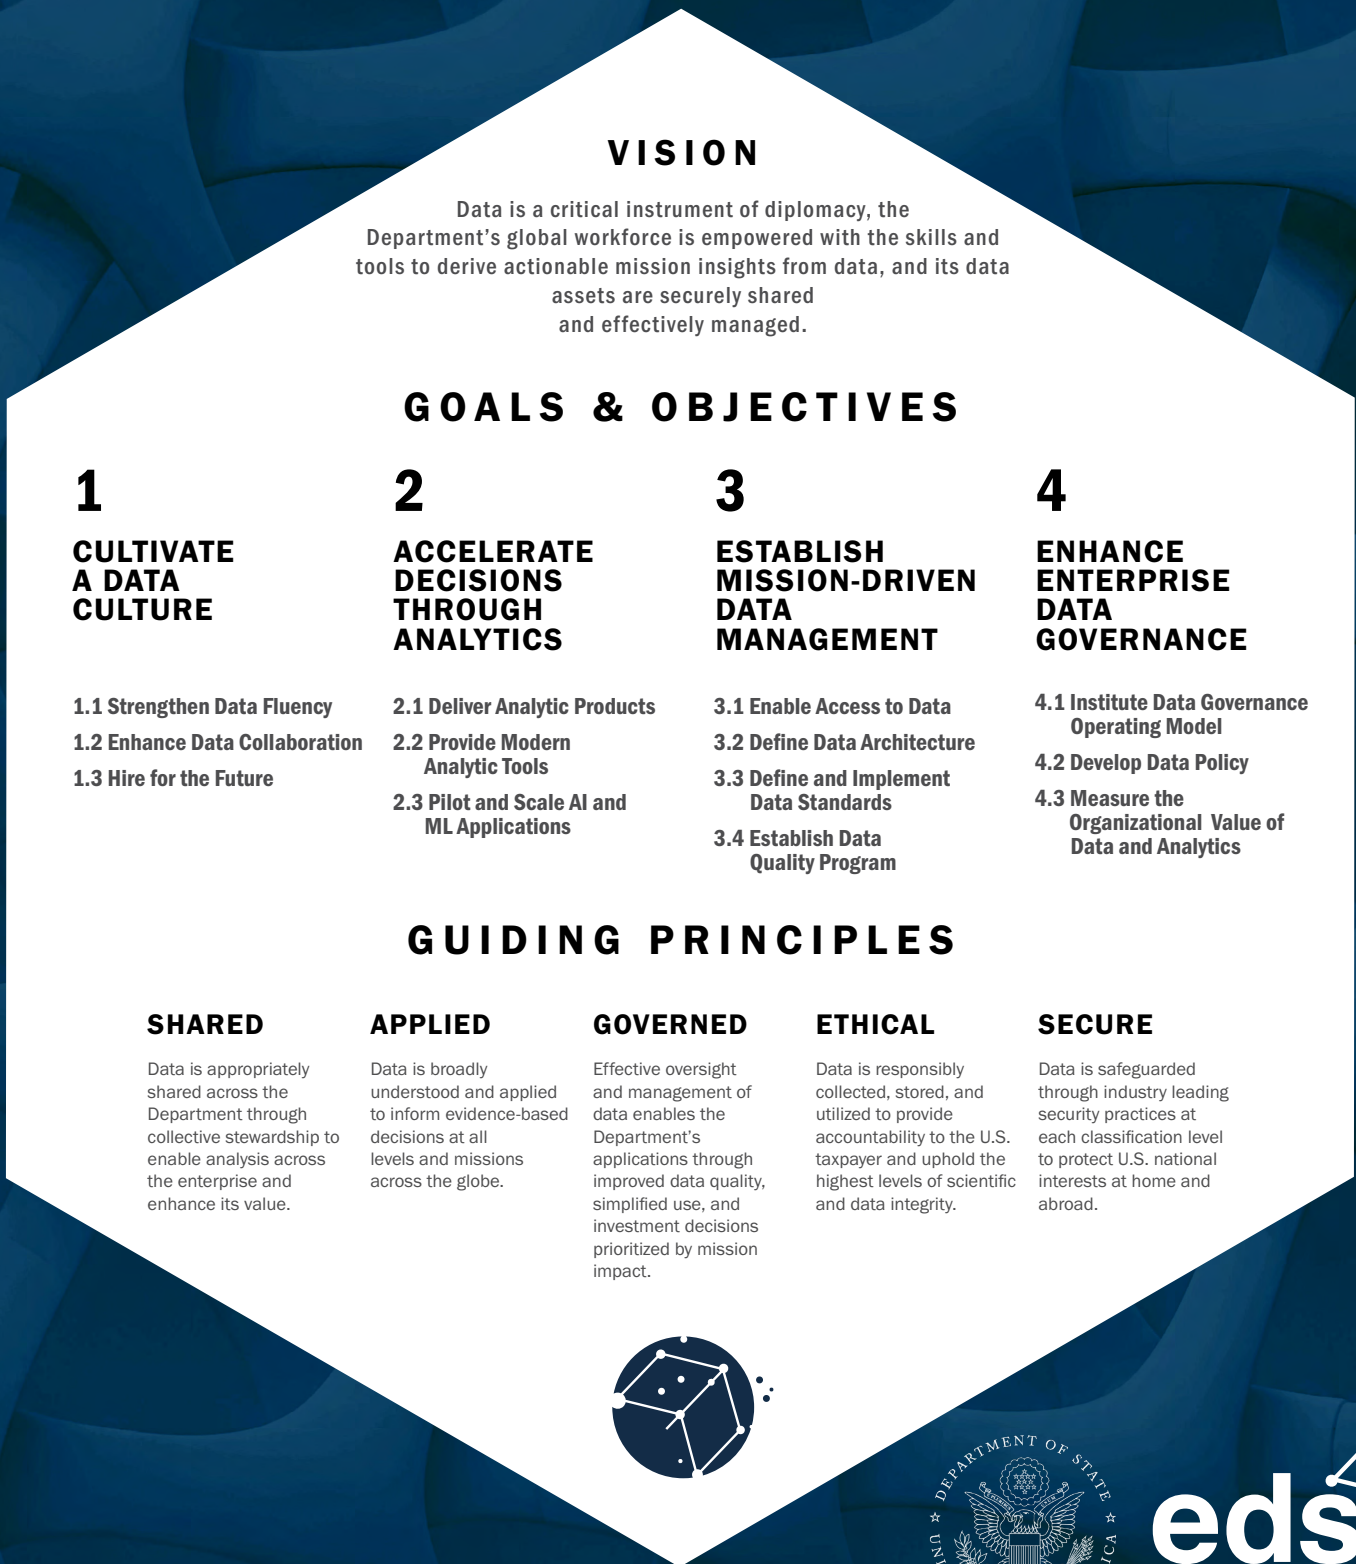 VISION
Data is a critical instrument of diplomacy, the
Department's global workforce is empowered with the skills and
tools to derive actionable mission insights from data, and its data
assets are securely shared
and effectively managed.
GOALS & OBJECTIVES
1
CULTIVATE
A DATA
CULTURE
1.1 Strengthen Data Fluency
1.2 Enhance Data Collaboration
1.3 Hire for the Future
2
ACCELERATE
DECISIONS
THROUGH
ANALYTICS
2.1 Deliver Analytic Products
2.2 Provide Modern
Analytic Tools
2.3 Pilot and Scale AI and
ML Applications
3
ESTABLISH
MISSION-DRIVEN
DATA
MANAGEMENT
3.1 Enable Access to Data
3.2 Define Data Architecture
3.3 Define and Implement
Data Standards
3.4 Establish Data
Quality Program
4
ENHANCE
ENTERPRISE
DATA
GOVERNANCE
4.1 Institute Data Governance
Operating Model
4.2 Develop Data Policy
4.3 Measure the
Organizational Value of
Data and Analytics
GUIDING PRINCIPLES
SHARED
Data is appropriately
shared across the
Department through
collective stewardship to
enable analysis across
the enterprise and
enhance its value.
APPLIED
Data is broadly
understood and applied
to inform evidence-based
decisions at all
levels and missions
across the globe.
GOVERNED
Effective oversight
and management of
data enables the
Department's
applications through
improved data quality,
simplified use, and
investment decisions
prioritized by mission
impact.
ETHICAL
Data is responsibly
collected, stored, and
utilized to provide
accountability to the U.S.
taxpayer and uphold the
highest levels of scientific
and data integrity.
SECURE
Data is safeguarded
through industry leading
security practices at
each classification level
to protect U.S. national
interests at home and
abroad.
DEPARTMENT OF STATE
eds